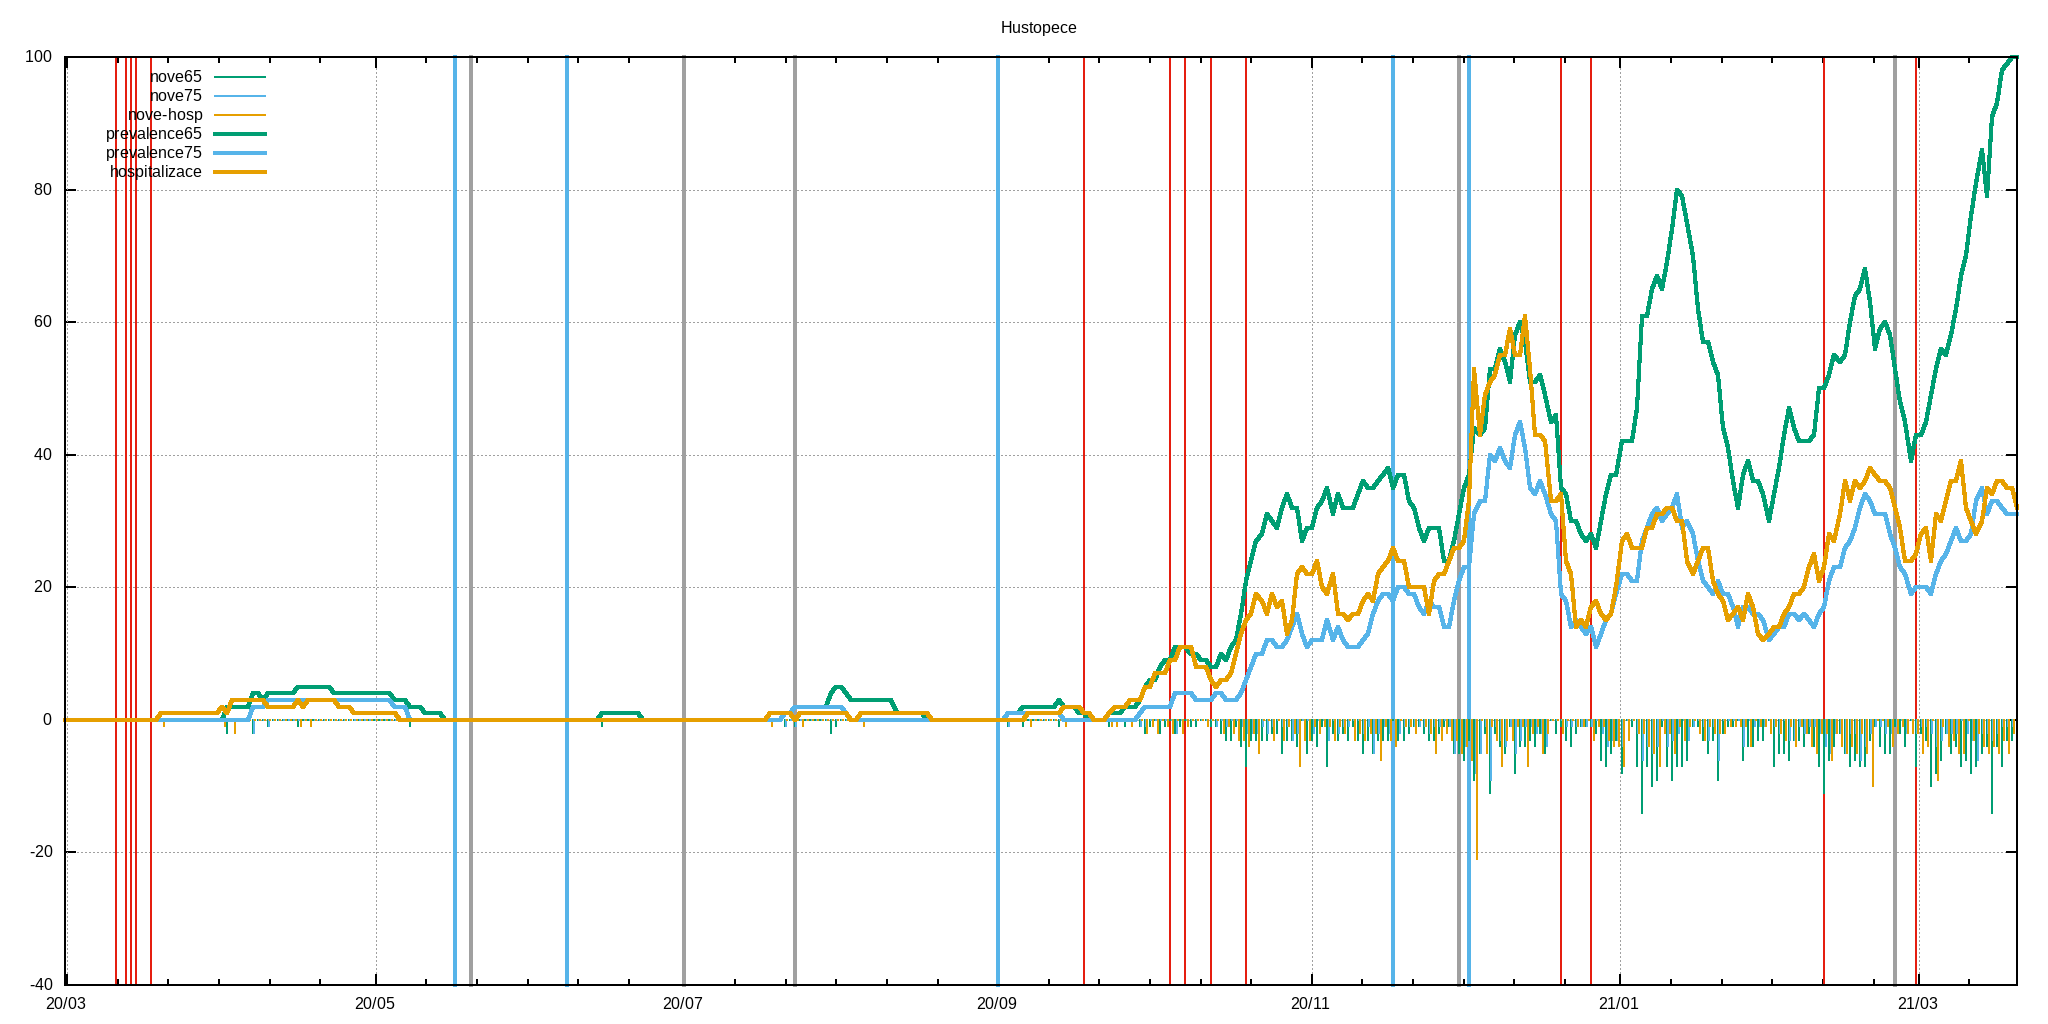 Hustopece
100
80
60
40
20
0
-20
-40
nove65
nove75
nove-hosp
prevalence65
prevalence75
hospitalizace
20/03 20/05 20/07 20/09 20/11 21/01 21/03